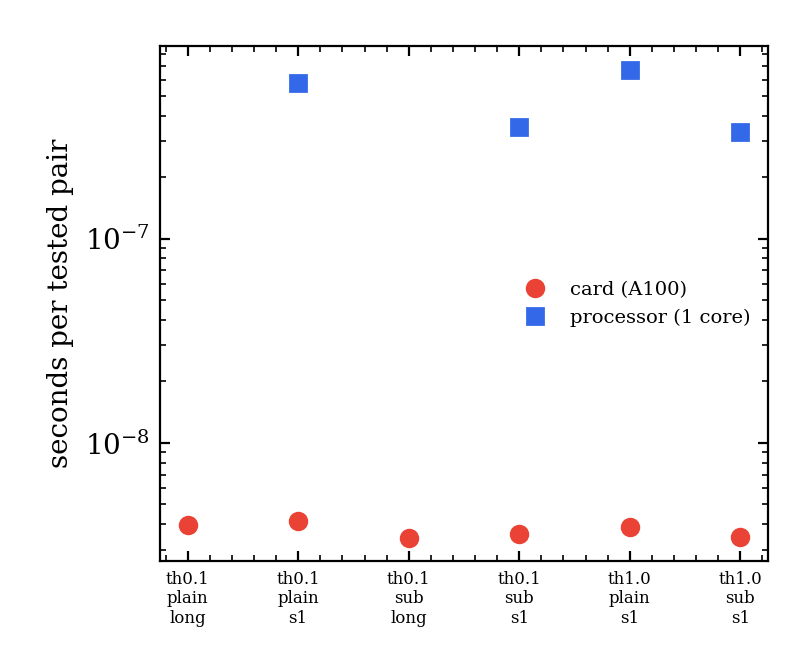 seconds per tested pair
10⁻⁷
10⁻⁸
card (A100)
processor (1 core)
th0.1 plain long
th0.1 plain s1
th0.1 sub long
th0.1 sub s1
th1.0 plain s1
th1.0 sub s1